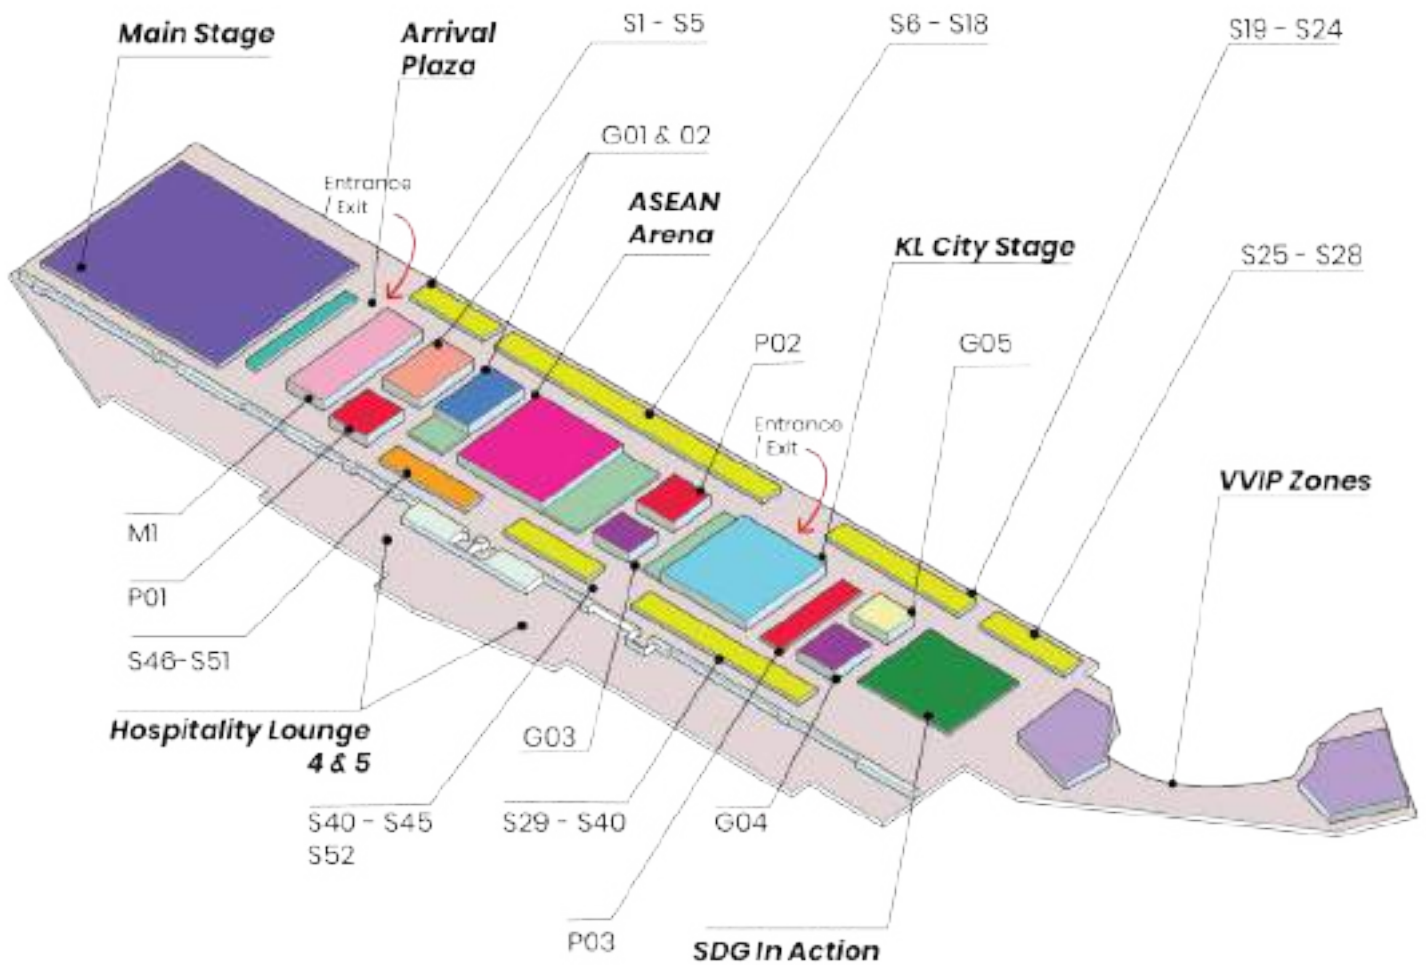 Main Stage
Arrival
Plaza
S1 - S5
S6 - S18
S19 - S24
G01 & 02
Entrance
/ Exit
ASEAN
Arena
KL City Stage
S25 - S28
P02
G05
Entrance
/ Exit
VVIP Zones
M1
P01
S46-S51
Hospitality Lounge
4 & 5
G03
S40 - S45
S52
S29 - S40
G04
P03
SDG In Action